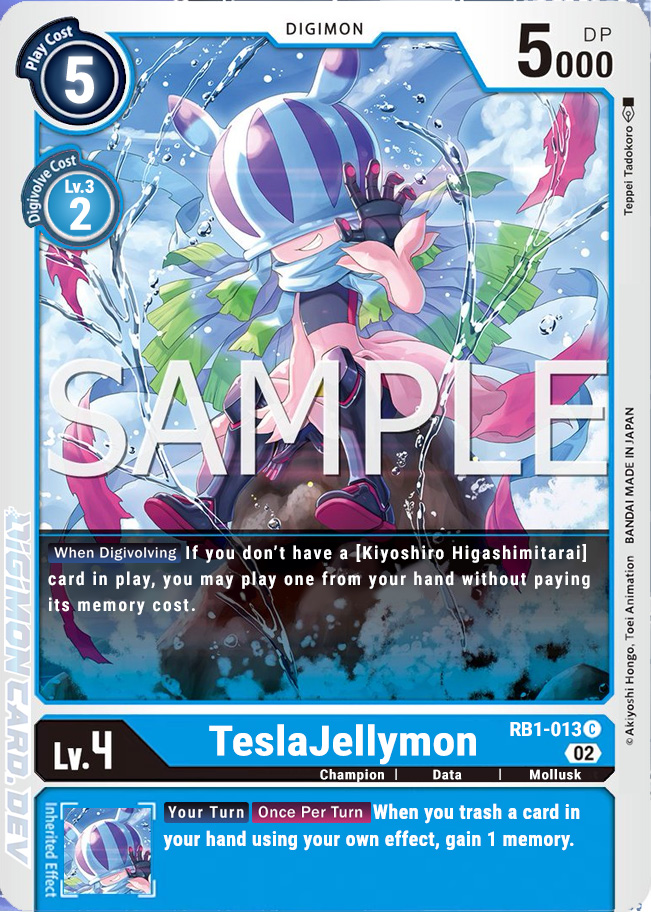 DIGIMON
Play Cost
5
DP
5000
Digivolve Cost
Lv.3
2
Teppei Tadokoro
SAMPLE
When Digivolving If you don't have a [Kiyoshiro Higashimitarai]
card in play, you may play one from your hand without paying
its memory cost.
© Akiyoshi Hongo, Toei Animation BANDAI MADE IN JAPAN
DIGIMON CARD.DEV
Lv.4
TeslaJellymon
RB1-013 C
02
Champion | Data | Mollusk
Inherited Effect
Your Turn Once Per Turn When you trash a card in
your hand using your own effect, gain 1 memory.